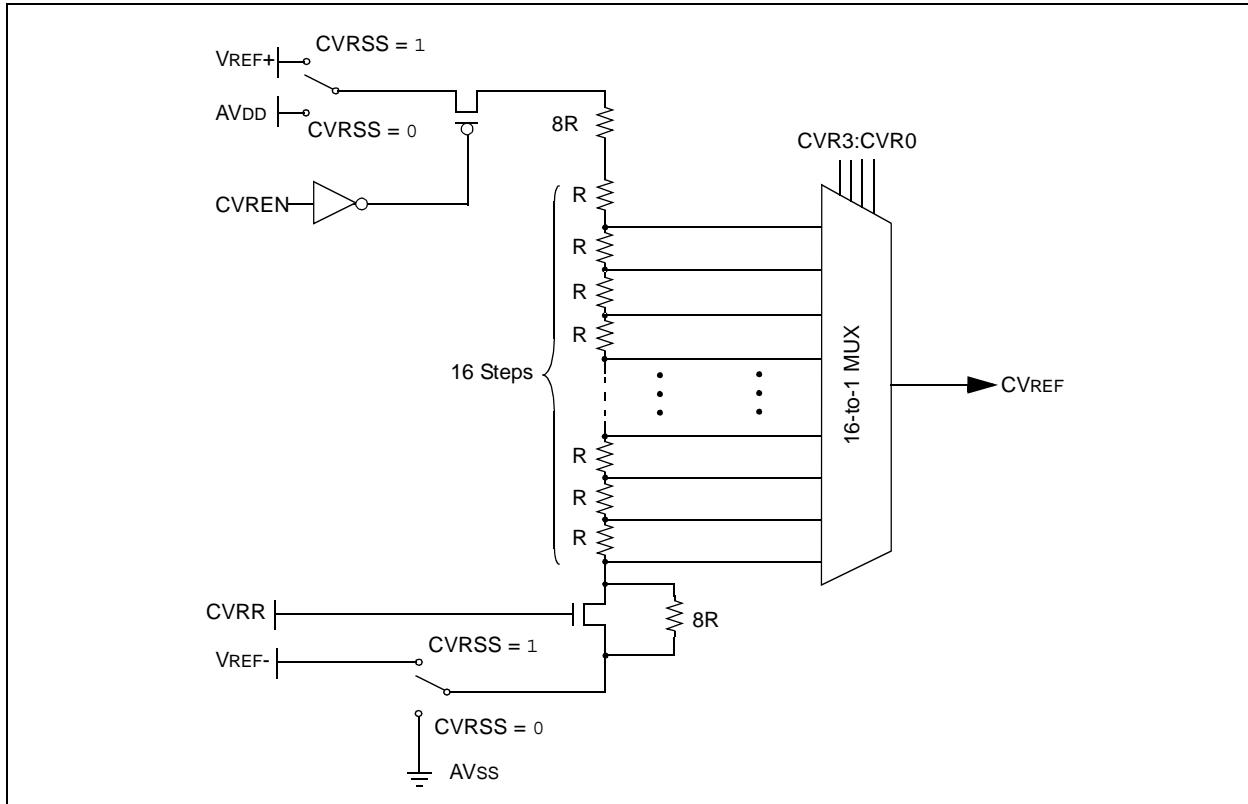 CVRSS = 1
VREF+
AVDD
CVRSS = 0
8R
CVR3:CVR0
CVREN
R
R
R
R
16 Steps
16-to-1 MUX
CVREF
R
R
R
CVRR
8R
CVRSS = 1
VREF-
CVRSS = 0
AVSS